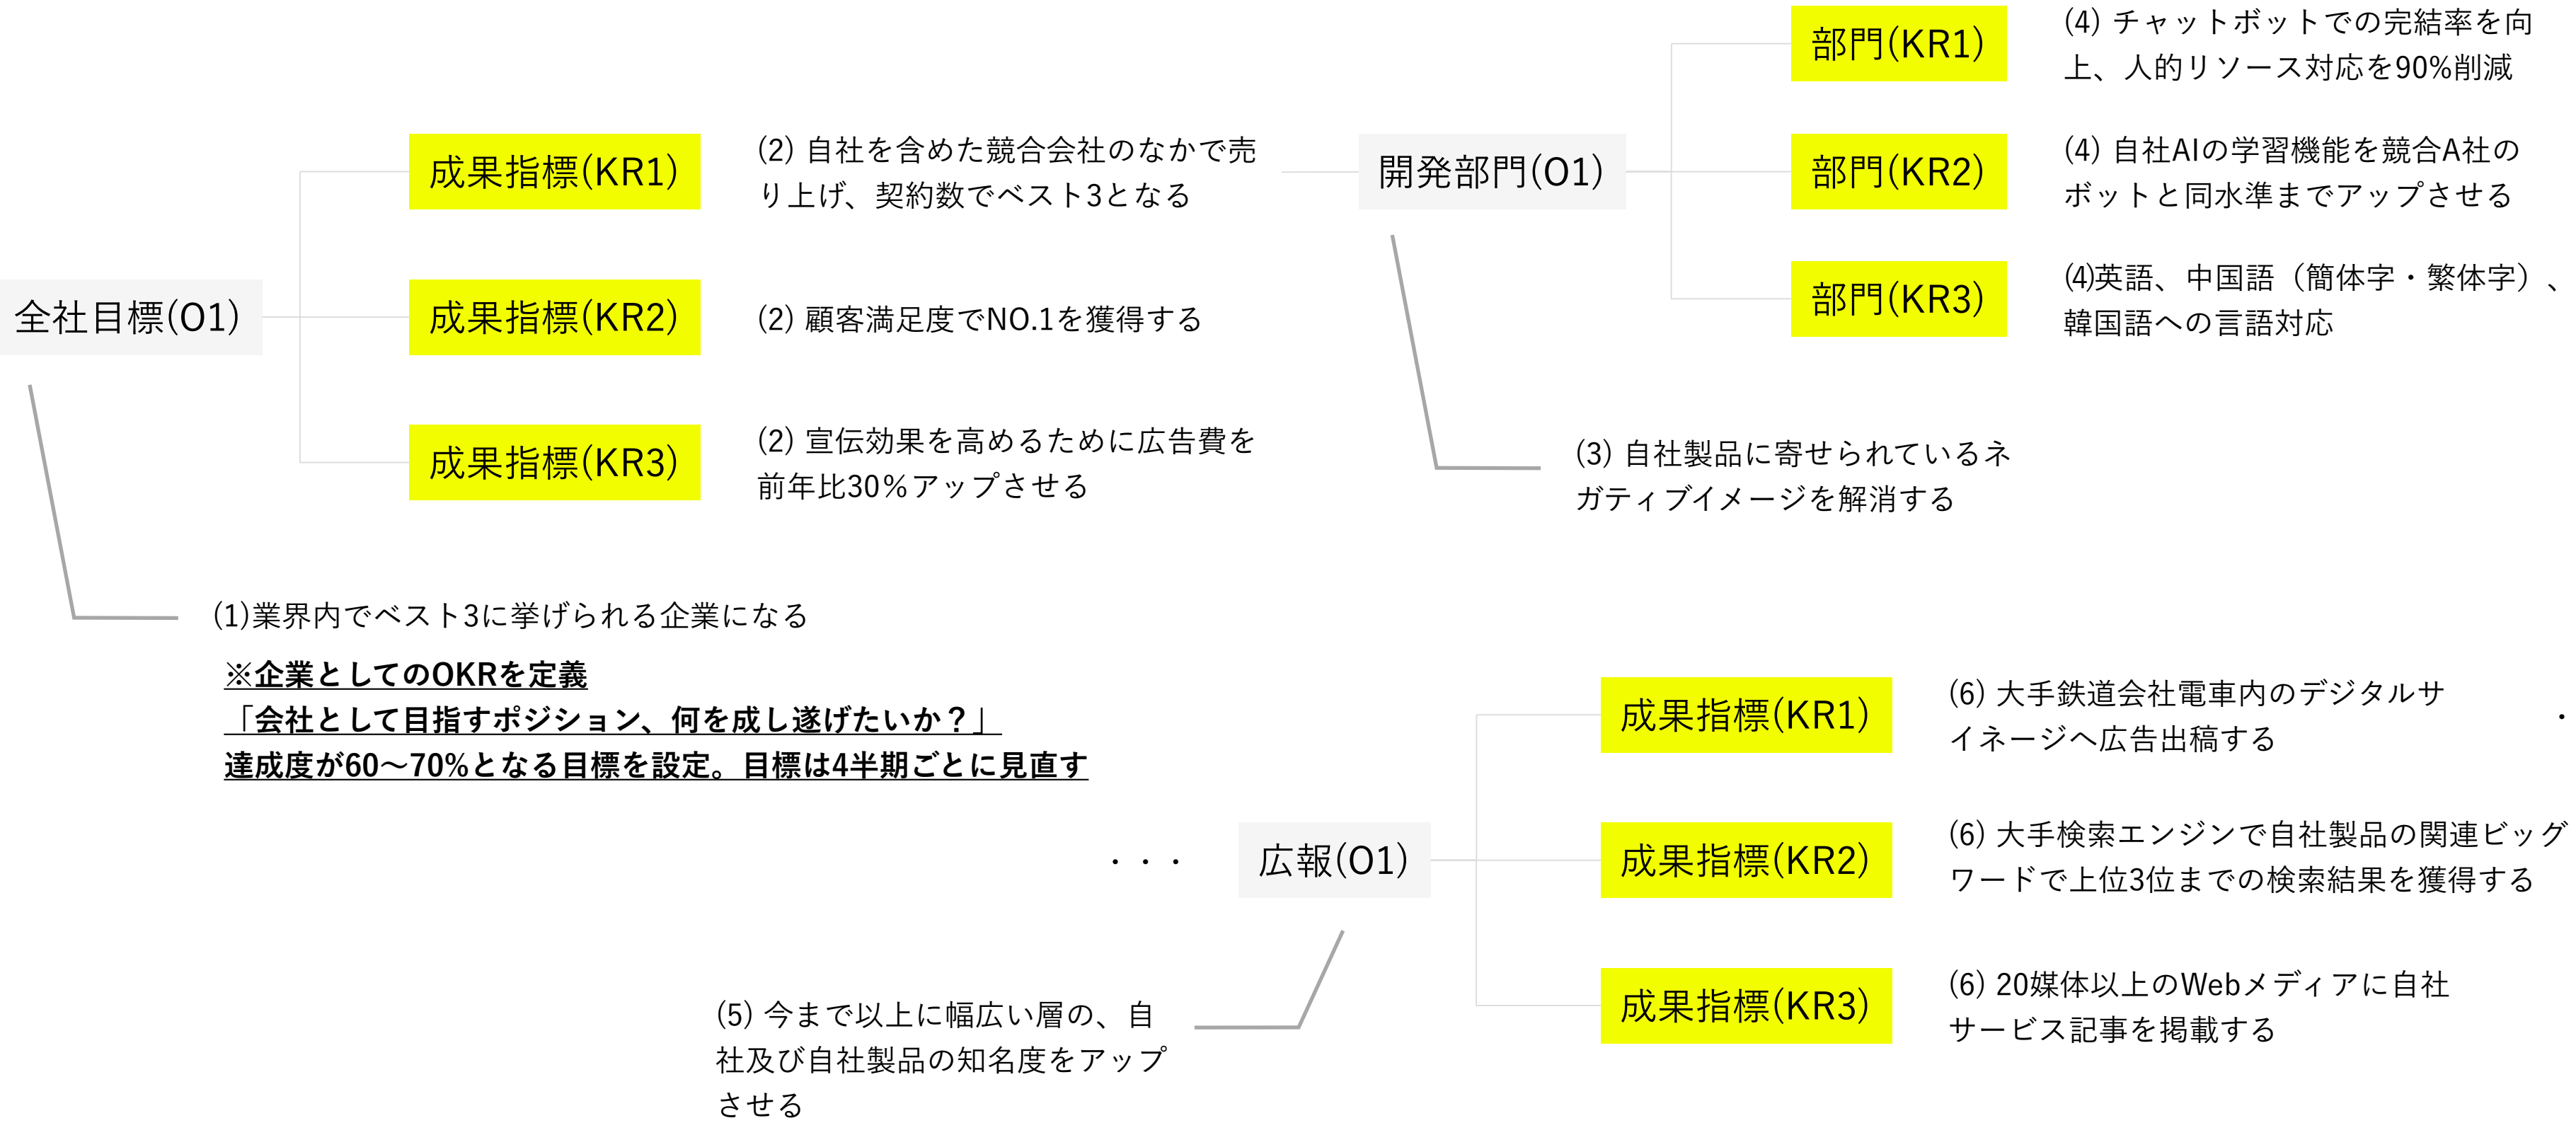 全社目標(O1)
成果指標(KR1)
(2) 自社を含めた競合会社のなかで売
り上げ、契約数でベスト3となる
成果指標(KR2)
(2) 顧客満足度でNO.1を獲得する
成果指標(KR3)
(2) 宣伝効果を高めるために広告費を
前年比30％アップさせる
(1)業界内でベスト3に挙げられる企業になる
※企業としてのOKRを定義
「会社として目指すポジション、何を成し遂げたいか？」
達成度が60～70%となる目標を設定。目標は4半期ごとに見直す
開発部門(O1)
部門(KR1)
(4) チャットボットでの完結率を向
上、人的リソース対応を90%削減
部門(KR2)
(4) 自社AIの学習機能を競合A社の
ボットと同水準までアップさせる
部門(KR3)
(4)英語、中国語（簡体字・繁体字）、
韓国語への言語対応
(3) 自社製品に寄せられているネ
ガティブイメージを解消する
・・・
広報(O1)
成果指標(KR1)
(6) 大手鉄道会社電車内のデジタルサ
イネージへ広告出稿する
・
成果指標(KR2)
(6) 大手検索エンジンで自社製品の関連ビッグ
ワードで上位3位までの検索結果を獲得する
成果指標(KR3)
(6) 20媒体以上のWebメディアに自社
サービス記事を掲載する
(5) 今まで以上に幅広い層の、自
社及び自社製品の知名度をアップ
させる